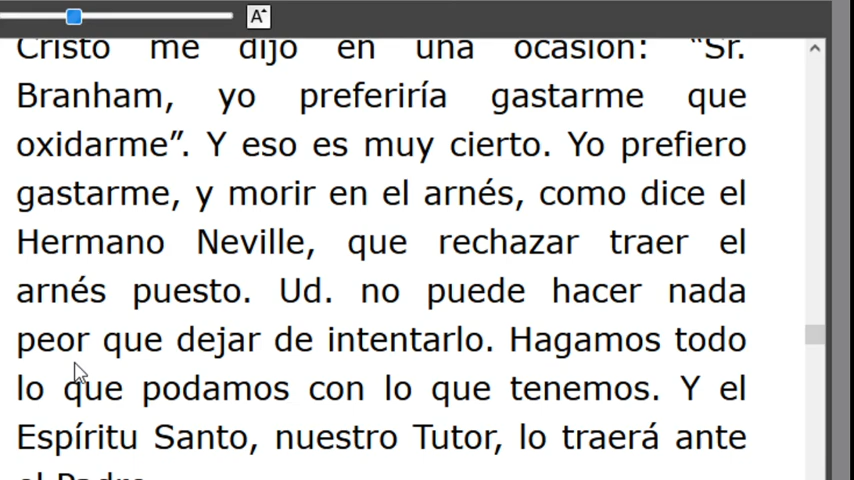 A
Cristo me dijo en una ocasión: “Sr.
Branham, yo preferiría gastarme que
oxidarme”. Y eso es muy cierto. Yo prefiero
gastarme, y morir en el arnés, como dice el
Hermano Neville, que rechazar traer el
arnés puesto. Ud. no puede hacer nada
peor que dejar de intentarlo. Hagamos todo
lo que podamos con lo que tenemos. Y el
Espíritu Santo, nuestro Tutor, lo traerá ante
el Padre